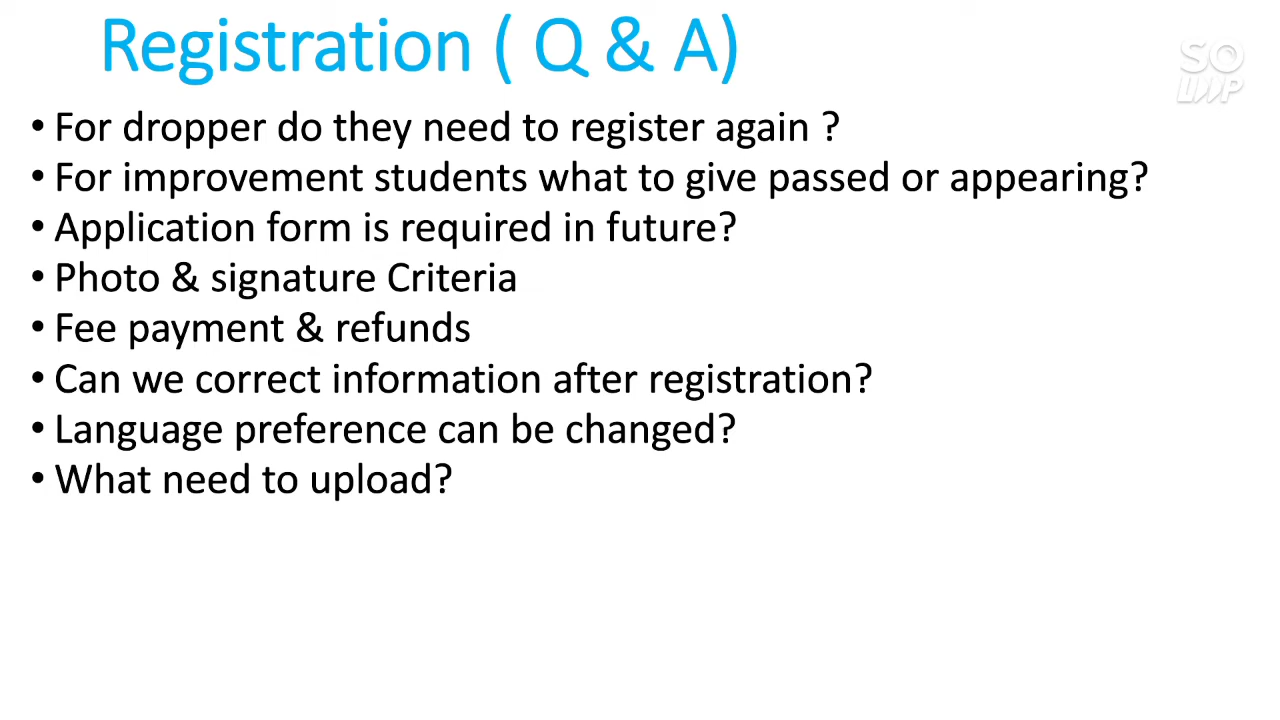 Registration ( Q & A)
SO
LMP
• For dropper do they need to register again ?
• For improvement students what to give passed or appearing?
• Application form is required in future?
• Photo & signature Criteria
• Fee payment & refunds
• Can we correct information after registration?
• Language preference can be changed?
• What need to upload?